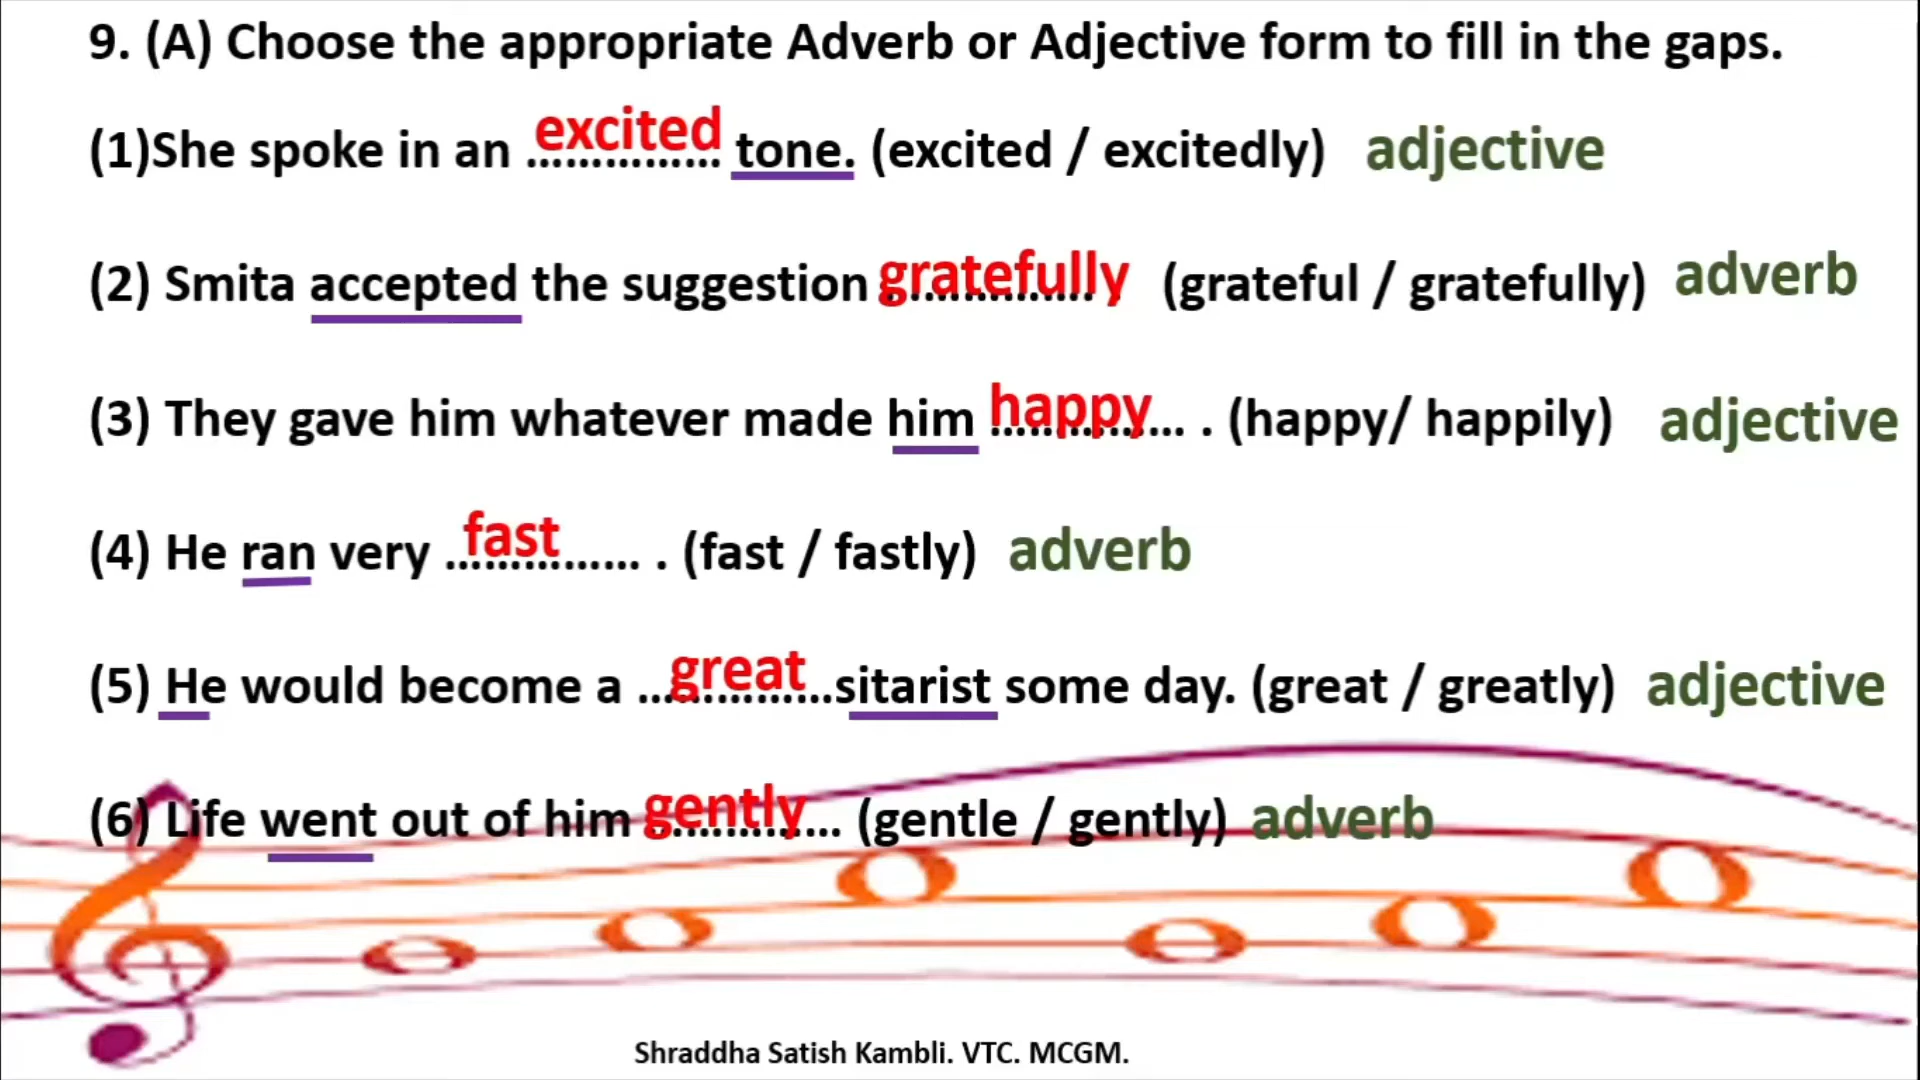 9. (A) Choose the appropriate Adverb or Adjective form to fill in the gaps.
(1)She spoke in an excited tone. (excited / excitedly) adjective
(2) Smita accepted the suggestion gratefully (grateful / gratefully) adverb
(3) They gave him whatever made him happy . (happy/ happily) adjective
(4) He ran very fast . (fast / fastly) adverb
(5) He would become a great sitarist some day. (great / greatly) adjective
(6) Life went out of him gently (gentle / gently) adverb
Shraddha Satish Kambli. VTC. MCGM.